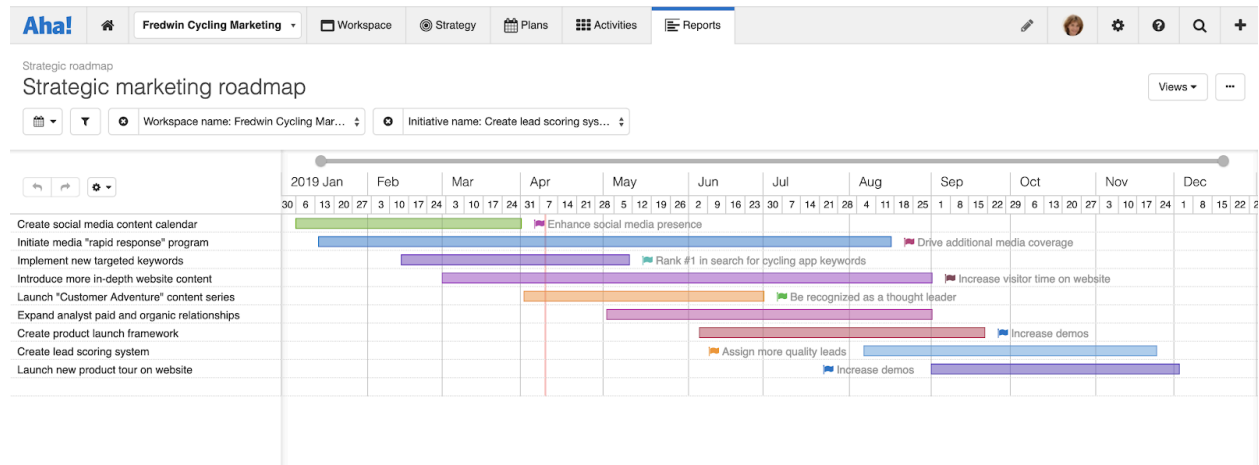 Aha! Fredwin Cycling Marketing Workspace Strategy Plans Activities Reports
Strategic roadmap
Strategic marketing roadmap
Views
Workspace name: Fredwin Cycling Mar... Initiative name: Create lead scoring sys...
2019 Jan Feb Mar Apr May Jun Jul Aug Sep Oct Nov Dec
30 6 13 20 27 3 10 17 24 3 10 17 24 31 7 14 21 28 5 12 19 26 2 9 16 23 30 7 14 21 28 4 11 18 25 1 8 15 22 29 6 13 20 27 3 10 17 24 1 8 15 22
Create social media content calendar Enhance social media presence
Initiate media "rapid response" program Drive additional media coverage
Implement new targeted keywords Rank #1 in search for cycling app keywords
Introduce more in-depth website content Increase visitor time on website
Launch "Customer Adventure" content series Be recognized as a thought leader
Expand analyst paid and organic relationships
Create product launch framework Increase demos
Create lead scoring system Assign more quality leads
Launch new product tour on website Increase demos